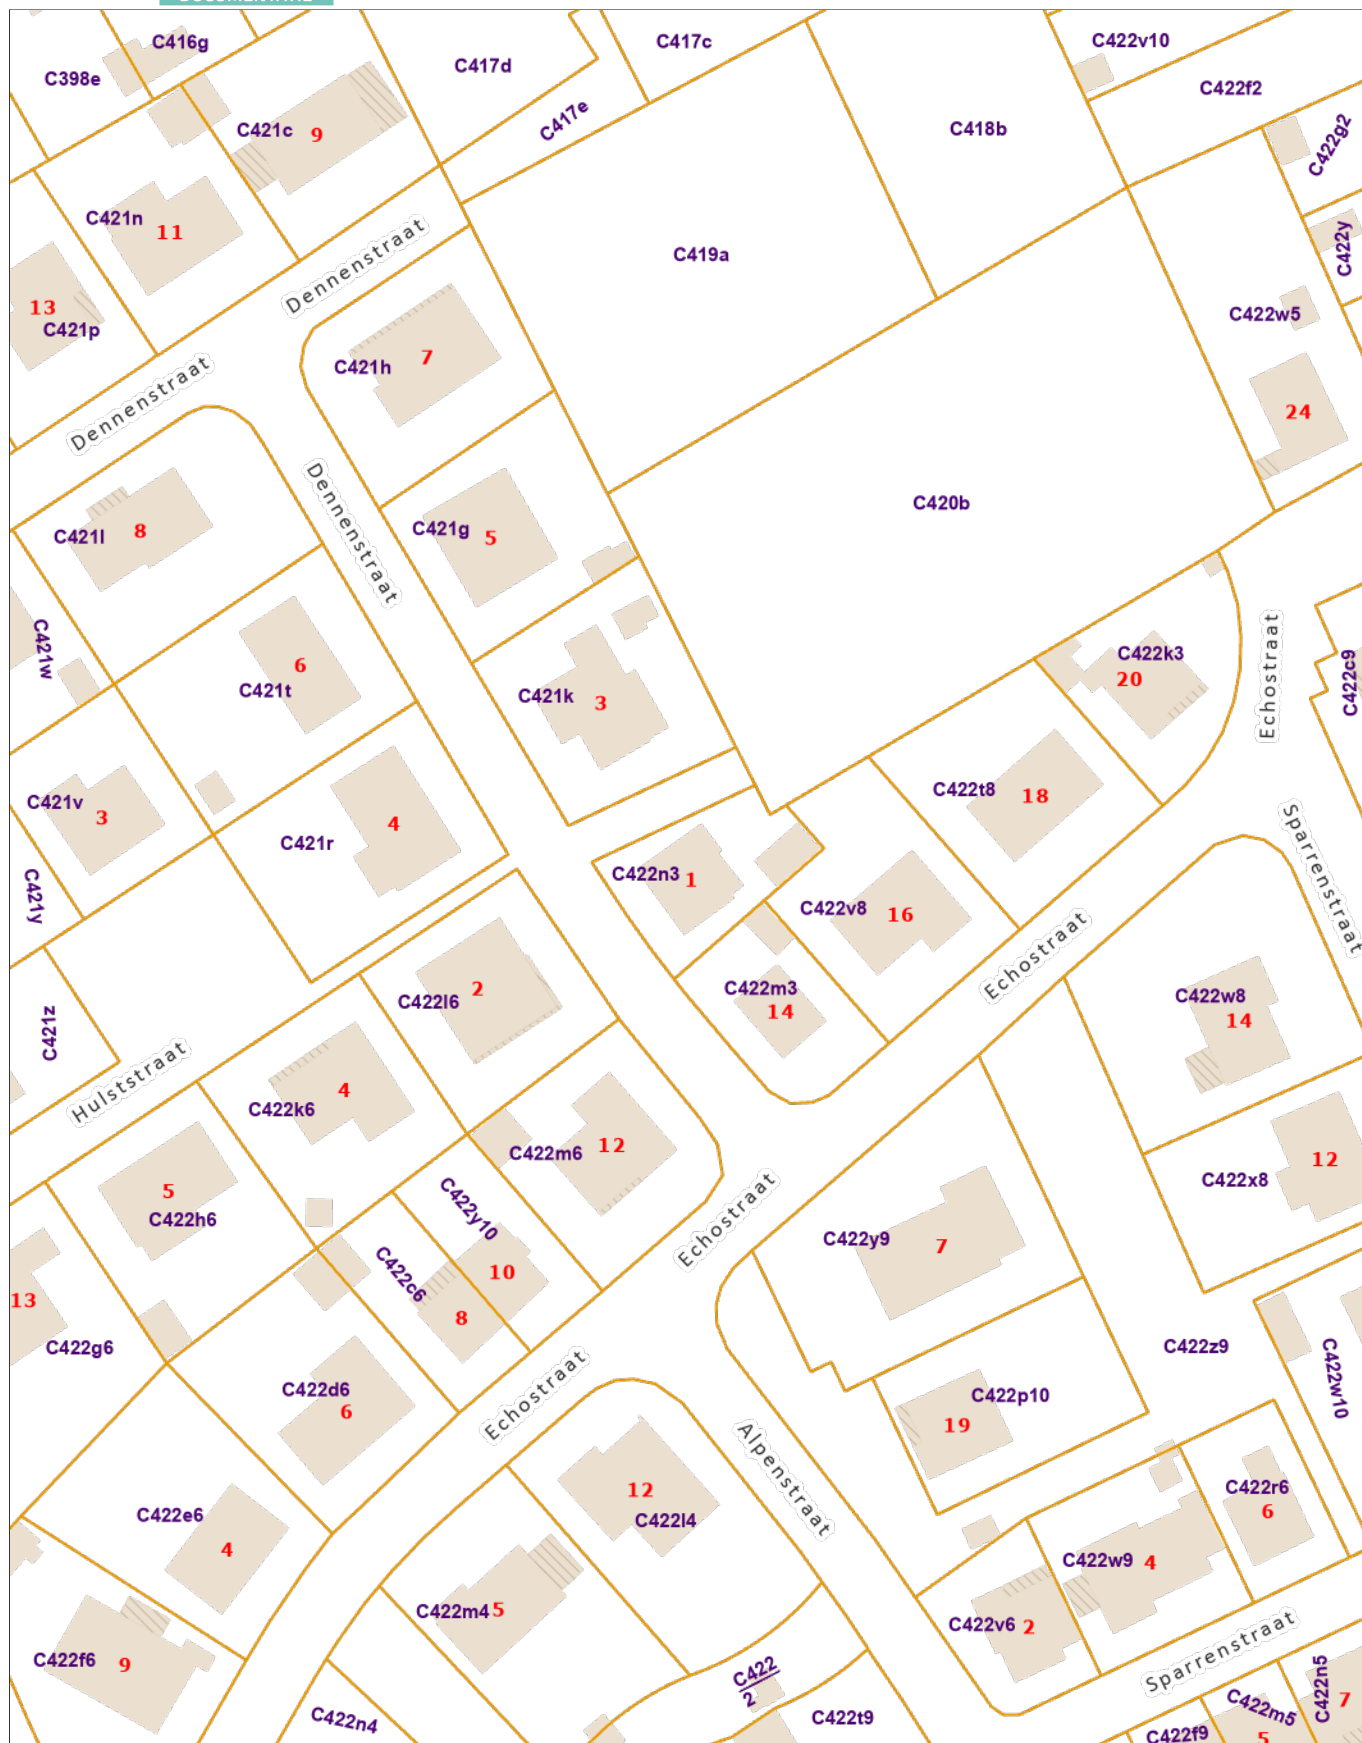 C416g
C398e
C417d
C417c
C422v10
C422f2
C417e
C421c
9
C418b
C422g2
C421n
11
Dennenstraat
C419a
C422y
13
C421p
C422w5
7
C421h
Dennenstraat
24
C420b
Dennenstraat
C421g
5
C421l
8
C421w
6
C421t
Echostraat
C422k3
20
C422c9
C421k
3
C422t8
18
C421v
3
4
C421r
Sparrenstraat
C422n3
1
C421y
C422v8
16
Echostraat
C422l6
2
C422m3
14
C422w8
14
C421z
Hulststraat
4
C422k6
C422m6
12
12
C422x8
5
C422h6
C422y10
Echostraat
C422y9
7
C422c6
10
13
8
C422g6
C422z9
C422w10
Echostraat
C422d6
6
C422p10
19
Alpenstraat
12
C422l4
C422r6
6
C422e6
4
C422w9
4
C422m4
5
C422v6
2
C422f6
9
Sparrenstraat
C422
2
C422n5
7
C422n4
C422t9
C422m5
C422f9
5